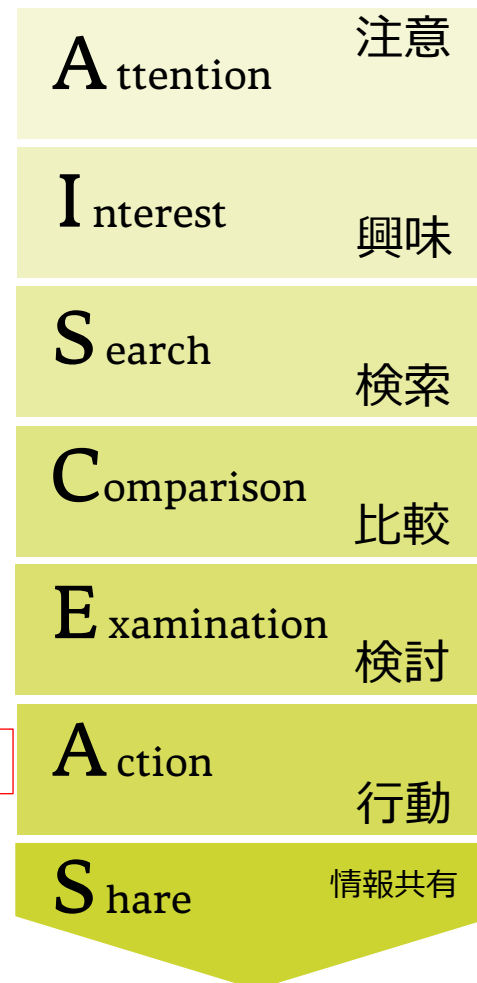 Attention 注意
Interest 興味
Search 検索
Comparison 比較
Examination 検討
Action 行動
Share 情報共有